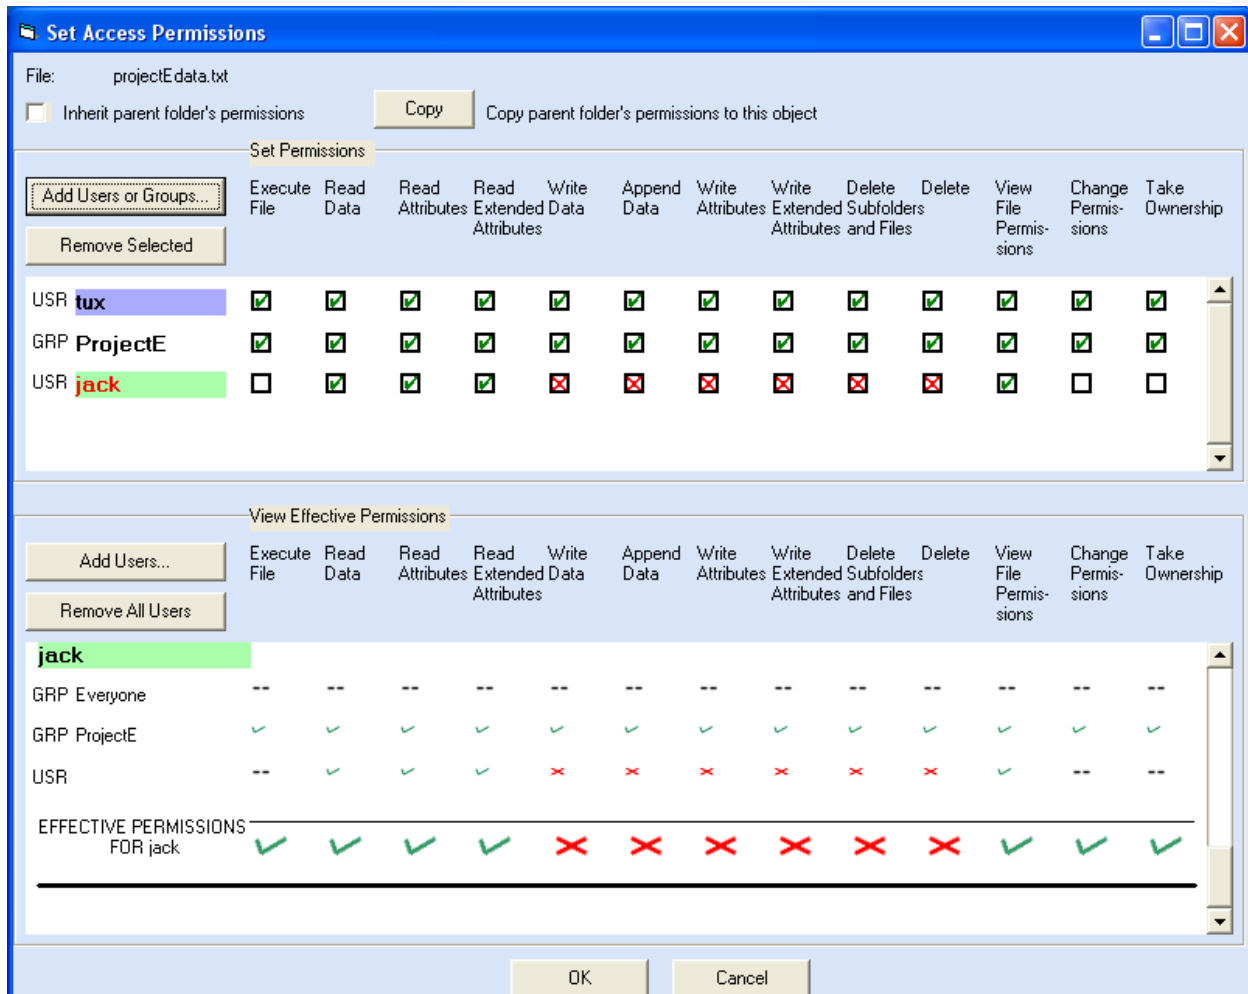 Set Access Permissions
File: projectEdata.txt
Inherit parent folder's permissions Copy Copy parent folder's permissions to this object
Set Permissions
Add Users or Groups...
Remove Selected
Execute File Read Data Read Attributes Read Extended Attributes Write Data Append Data Write Attributes Write Extended Attributes Delete Subfolders and Files Delete View File Permis-sions Change Permis-sions Take Ownership
USR tux
GRP ProjectE
USR jack
View Effective Permissions
Add Users...
Remove All Users
Execute File Read Data Read Attributes Read Extended Attributes Write Data Append Data Write Attributes Write Extended Attributes Delete Subfolders and Files Delete View File Permis-sions Change Permis-sions Take Ownership
jack
GRP Everyone -- -- -- -- -- -- -- -- -- -- -- -- --
GRP ProjectE
USR -- -- --
EFFECTIVE PERMISSIONS
FOR jack
OK Cancel